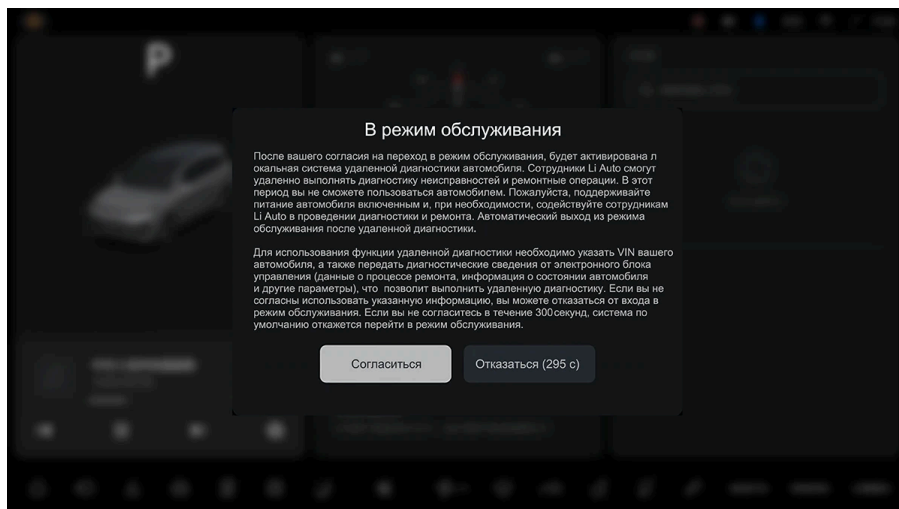 P
В режим обслуживания
После вашего согласия на переход в режим обслуживания, будет активирована л
окальная система удаленной диагностики автомобиля. Сотрудники Li Auto смогут
удаленно выполнять диагностику неисправностей и ремонтные операции. В этот
период вы не сможете пользоваться автомобилем. Пожалуйста, поддерживайте
питание автомобиля включенным и, при необходимости, содействуйте сотрудникам
Li Auto в проведении диагностики и ремонта. Автоматический выход из режима
обслуживания после удаленной диагностики.
Для использования функции удаленной диагностики необходимо указать VIN вашего
автомобиля, а также передать диагностические сведения от электронного блока
управления (данные о процессе ремонта, информация о состоянии автомобиля
и другие параметры), что позволит выполнить удаленную диагностику. Если вы не
согласны использовать указанную информацию, вы можете отказаться от входа в
режим обслуживания. Если вы не согласитесь в течение 300секунд, система по
умолчанию откажется перейти в режим обслуживания.
Согласиться
Отказаться (295 с)